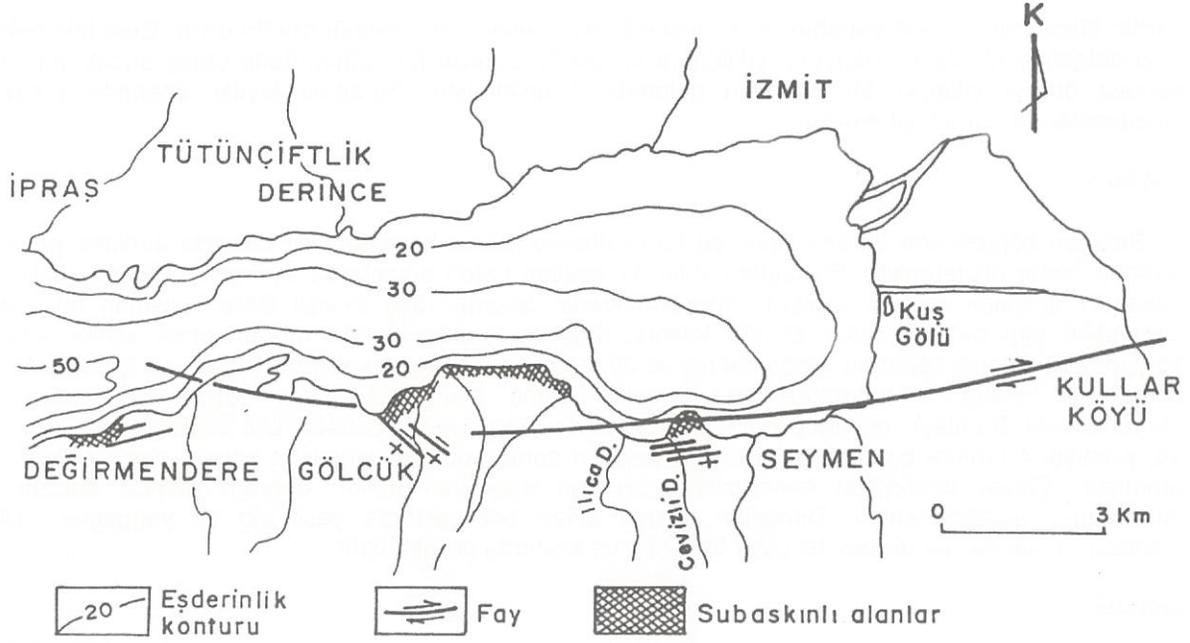 K
İZMİT
TÜTÜNÇİFTLİK
İPRAŞ
DERİNCE
20
30
Kuş
Gölü
30
50
20
KULLAR
KÖYÜ
DEĞİRMENDERE
GÖLCÜK
Ilıca D.
Cevizli D.
SEYMEN
0 3 Km
20
Eşderinlik
konturu
Fay
Subaskınlı alanlar